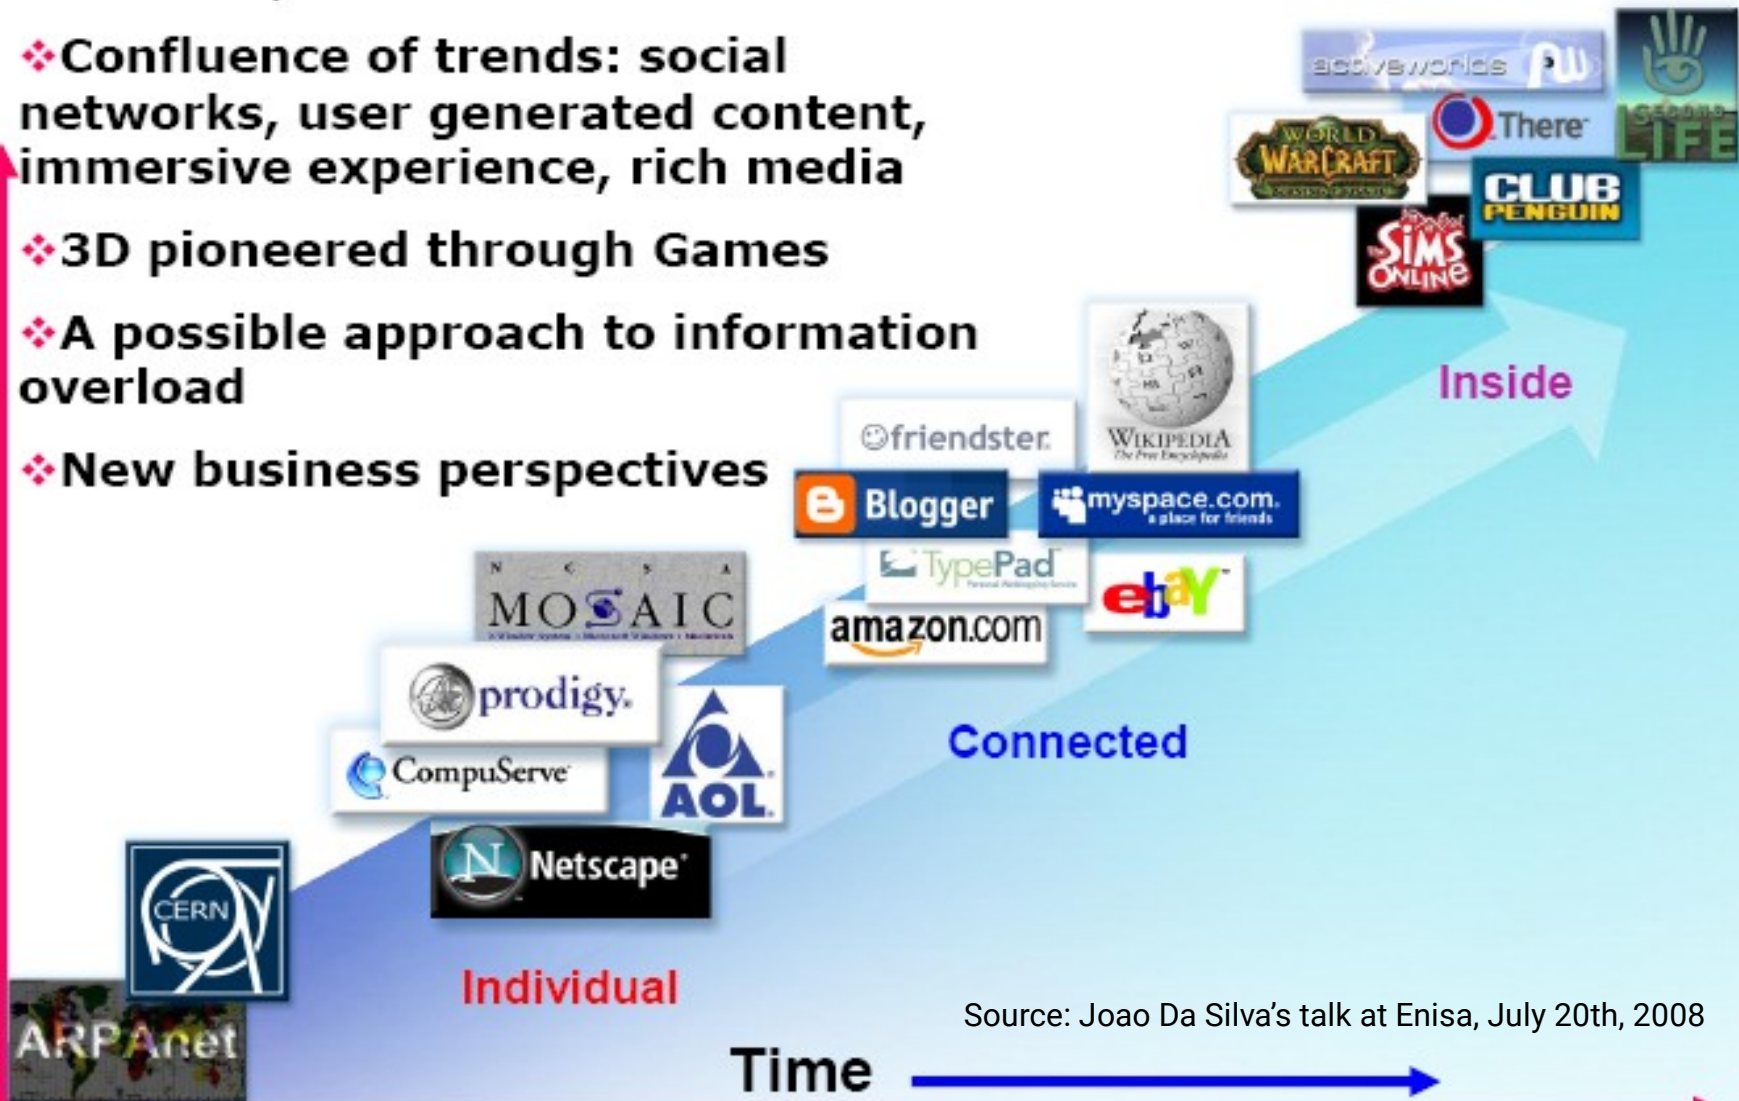 ❖Confluence of trends: social
networks, user generated content,
immersive experience, rich media
❖3D pioneered through Games
❖A possible approach to information
overload
❖New business perspectives
activeworlds
aw
SECOND
LIFE
There
WORLD
WARCRAFT
CLUB
PENGUIN
THE
SiMS
ONLINE
Inside
WIKIPEDIA
The Free Encyclopedia
friendster.
Blogger
myspace.com.
a place for friends
TypePad
amazon.com
ebaY™
N C S A
MOSAIC
prodigy.
CompuServe
AOL
Connected
N
Netscape
CERN
Individual
ARPAnet
Source: Joao Da Silva’s talk at Enisa, July 20th, 2008
Time